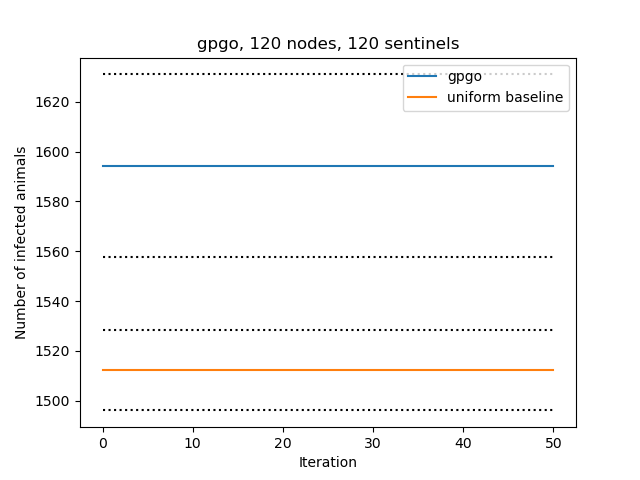 gpgo, 120 nodes, 120 sentinels
gpgo
uniform baseline
Number of infected animals
1620
1600
1580
1560
1540
1520
1500
0 10 20 30 40 50
Iteration